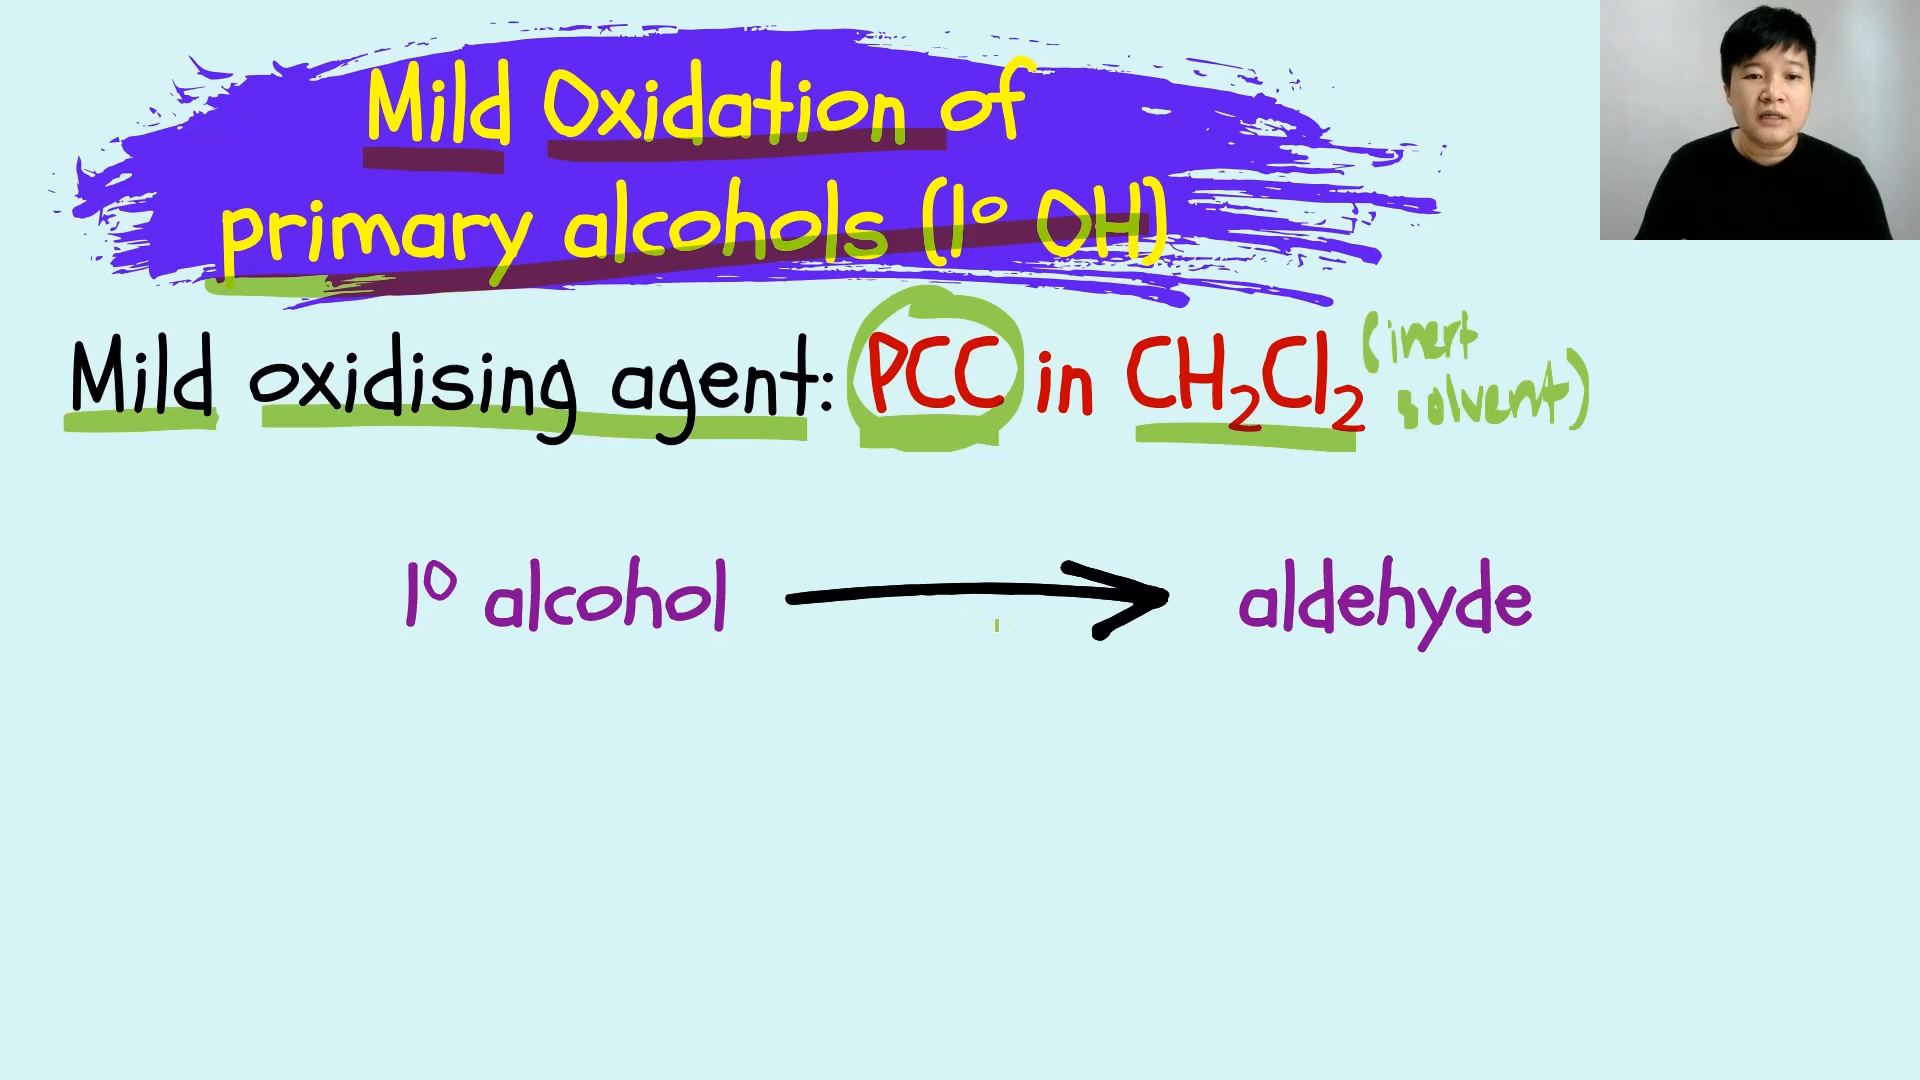 Mild Oxidation of
primary alcohols (1° OH)
Mild oxidising agent: PCC in CH₂Cl₂ (inert
solvent)
1° alcohol → aldehyde